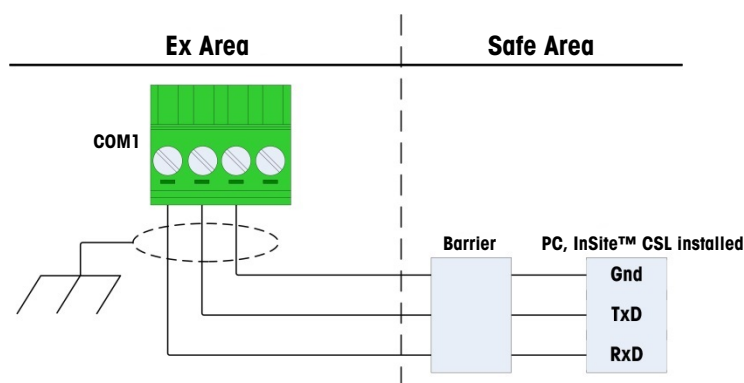 Ex Area
Safe Area
COM1
Barrier
PC, InSite™ CSL installed
Gnd
TxD
RxD